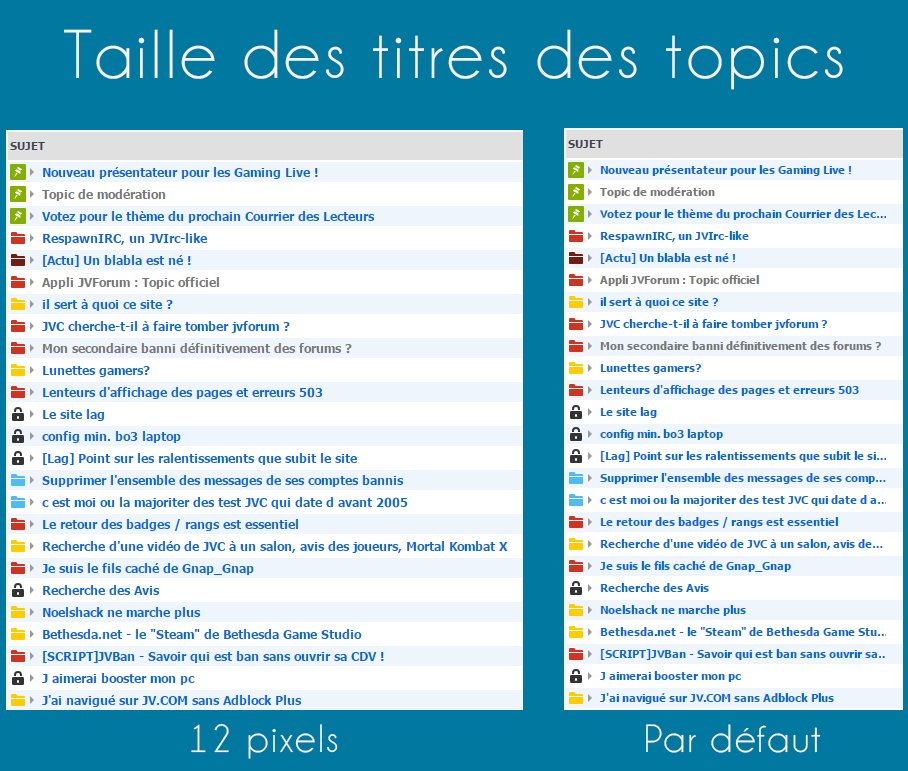 Taille des titres des topics
SUJET
Nouveau présentateur pour les Gaming Live !
Topic de modération
Votez pour le thème du prochain Courrier des Lecteurs
RespawnIRC, un JVIrc-like
[Actu] Un blabla est né !
Appli JVForum : Topic officiel
il sert à quoi ce site ?
JVC cherche-t-il à faire tomber jvforum ?
Mon secondaire banni définitivement des forums ?
Lunettes gamers?
Lenteurs d'affichage des pages et erreurs 503
Le site lag
config min. bo3 laptop
[Lag] Point sur les ralentissements que subit le site
Supprimer l'ensemble des messages de ses comptes bannis
c est moi ou la majoriter des test JVC qui date d avant 2005
Le retour des badges / rangs est essentiel
Recherche d'une vidéo de JVC à un salon, avis des joueurs, Mortal Kombat X
Je suis le fils caché de Gnap_Gnap
Recherche des Avis
Noelshack ne marche plus
Bethesda.net - le "Steam" de Bethesda Game Studio
[SCRIPT]JVBan - Savoir qui est ban sans ouvrir sa CDV !
J aimerai booster mon pc
J'ai navigué sur JV.COM sans Adblock Plus
12 pixels
SUJET
Nouveau présentateur pour les Gaming Live !
Topic de modération
Votez pour le thème du prochain Courrier des Lec...
RespawnIRC, un JVIrc-like
[Actu] Un blabla est né !
Appli JVForum : Topic officiel
il sert à quoi ce site ?
JVC cherche-t-il à faire tomber jvforum ?
Mon secondaire banni définitivement des forums ?
Lunettes gamers?
Lenteurs d'affichage des pages et erreurs 503
Le site lag
config min. bo3 laptop
[Lag] Point sur les ralentissements que subit le si...
Supprimer l'ensemble des messages de ses comp...
c est moi ou la majoriter des test JVC qui date d a...
Le retour des badges / rangs est essentiel
Recherche d'une vidéo de JVC à un salon, avis de...
Je suis le fils caché de Gnap_Gnap
Recherche des Avis
Noelshack ne marche plus
Bethesda.net - le "Steam" de Bethesda Game Stu...
[SCRIPT]JVBan - Savoir qui est ban sans ouvrir sa...
J aimerai booster mon pc
J'ai navigué sur JV.COM sans Adblock Plus
Par défaut